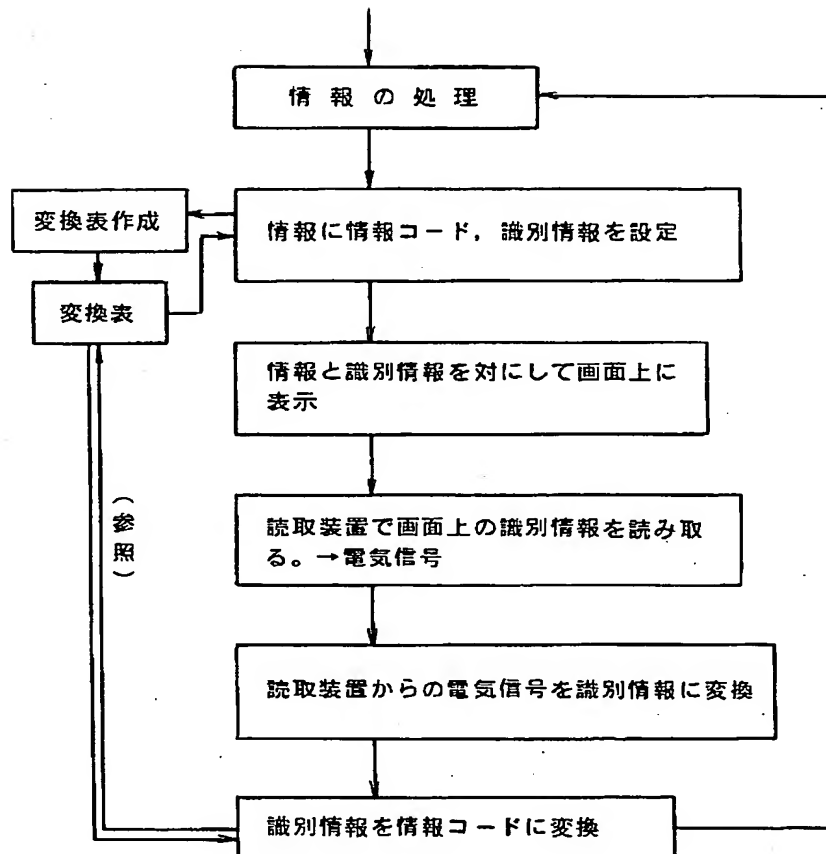 情報の処理
変換表作成
情報に情報コード，識別情報を設定
変換表
情報と識別情報を対にして画面上に
表示
（参照）
読取装置で画面上の識別情報を読み取
る。→電気信号
読取装置からの電気信号を識別情報に変換
識別情報を情報コードに変換